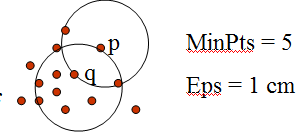 p
MinPts = 5
q
Eps = 1 cm